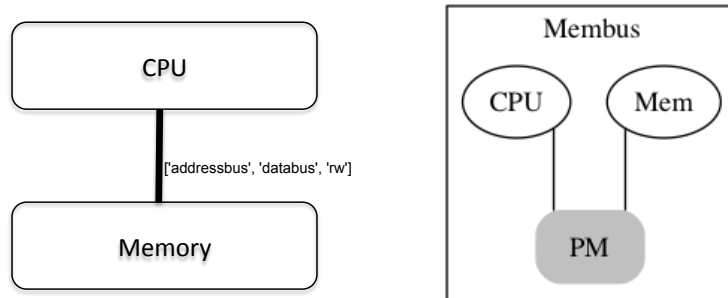 CPU
['addressbus', 'databus', 'rw']
Memory
Membus
CPU
Mem
PM